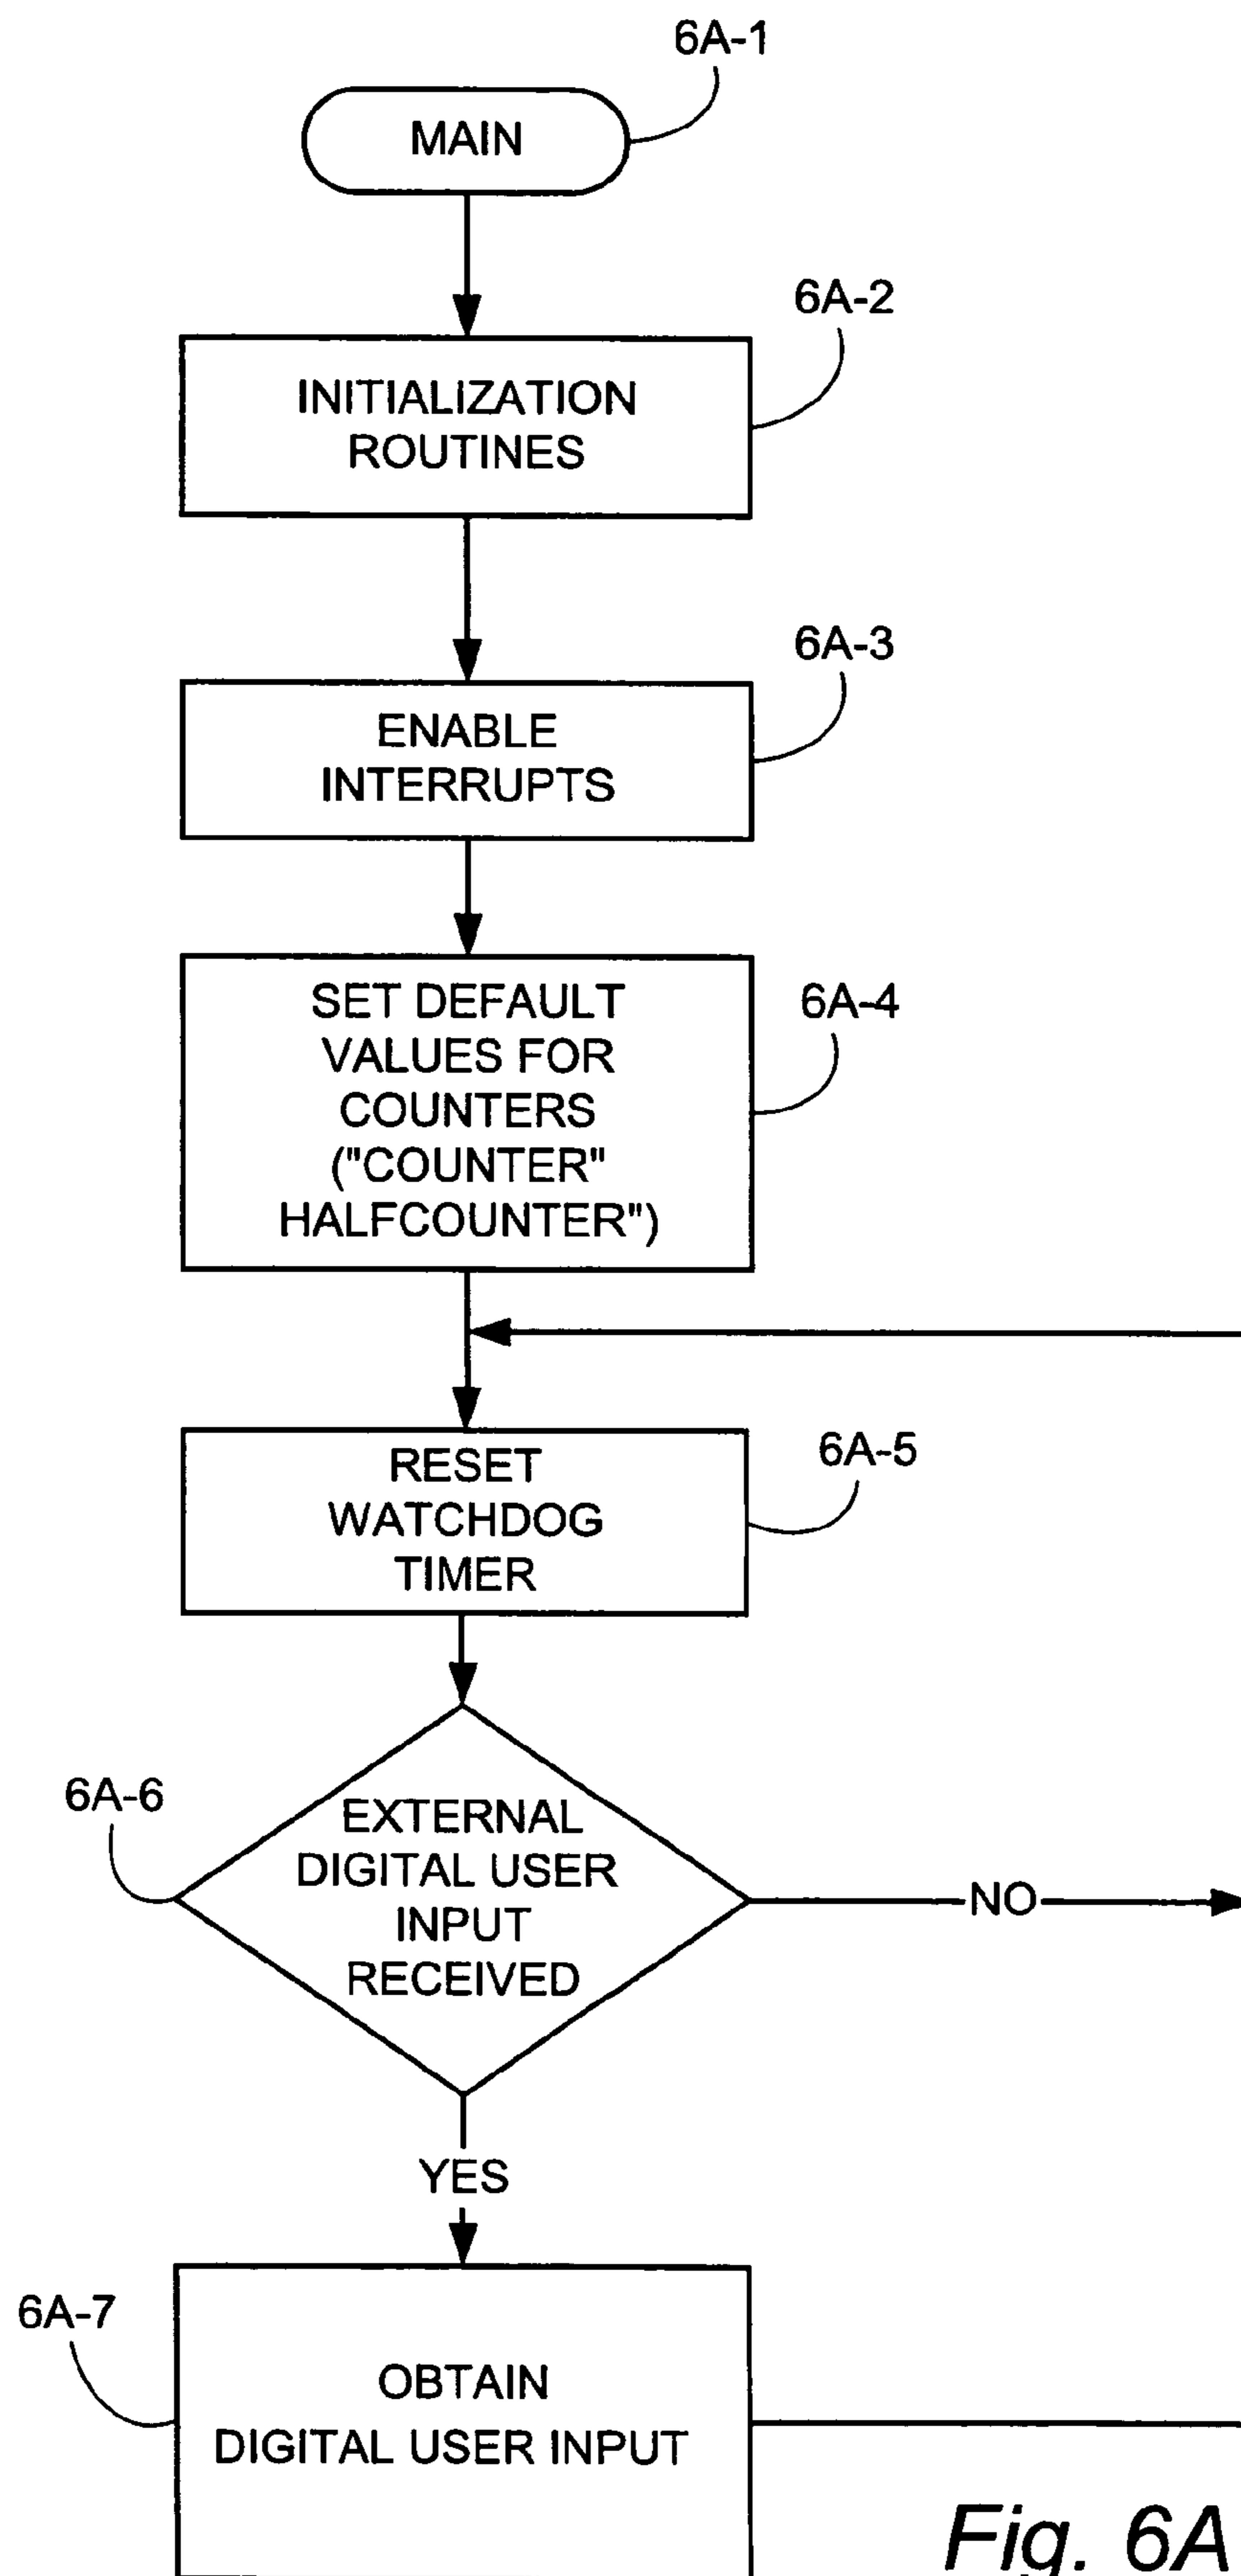 6A-1
MAIN
6A-2
INITIALIZATION
ROUTINES
6A-3
ENABLE
INTERRUPTS
6A-4
SET DEFAULT
VALUES FOR
COUNTERS
("COUNTER"
HALFCOUNTER")
6A-5
RESET
WATCHDOG
TIMER
6A-6
EXTERNAL
DIGITAL USER
INPUT
RECEIVED
NO
YES
6A-7
OBTAIN
DIGITAL USER INPUT
Fig. 6A